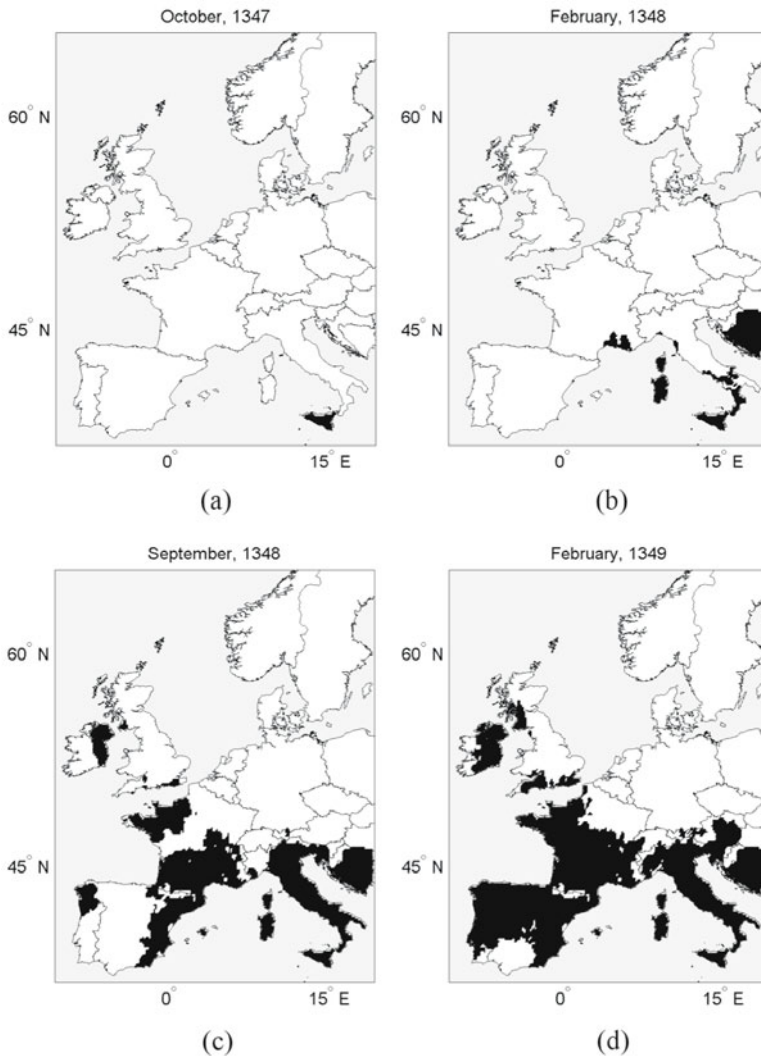 October, 1347
February, 1348
60° N
60° N
45° N
45° N
0°
15° E
0°
15° E
(a)
(b)
September, 1348
February, 1349
60° N
60° N
45° N
45° N
0°
15° E
0°
15° E
(c)
(d)